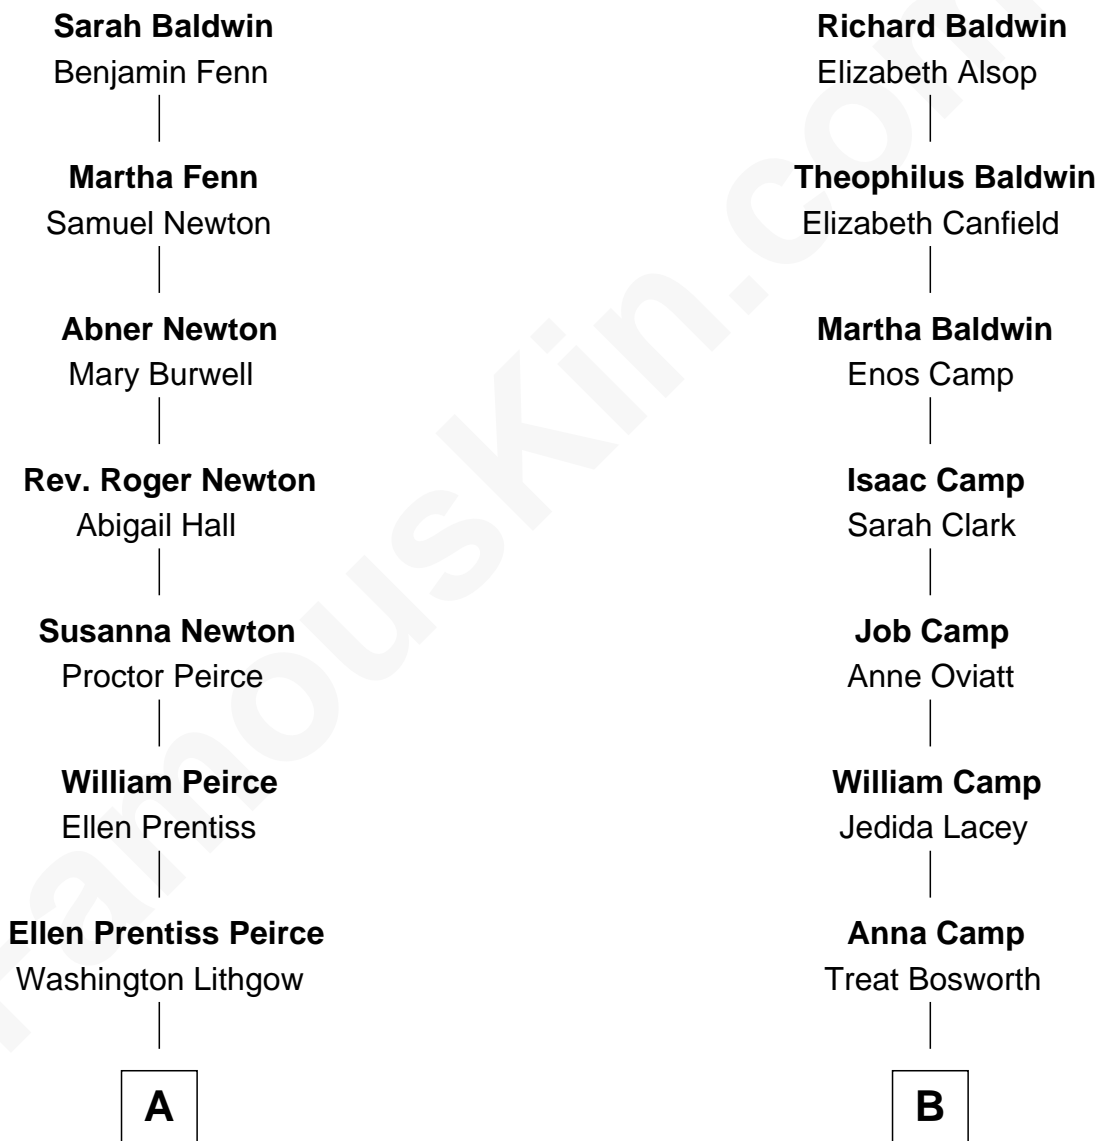 Sarah Baldwin
Benjamin Fenn
Martha Fenn
Samuel Newton
Abner Newton
Mary Burwell
Rev. Roger Newton
Abigail Hall
Susanna Newton
Proctor Peirce
William Peirce
Ellen Prentiss
Ellen Prentiss Peirce
Washington Lithgow
A
Richard Baldwin
Elizabeth Alsop
Theophilus Baldwin
Elizabeth Canfield
Martha Baldwin
Enos Camp
Isaac Camp
Sarah Clark
Job Camp
Anne Oviatt
William Camp
Jedida Lacey
Anna Camp
Treat Bosworth
B
FamousKin.com